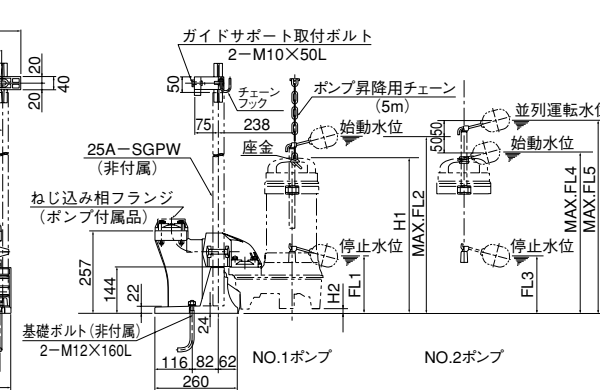 ガイドサポート取付ボルト
2−M10×50L
20
20
40
50
チェーン
フック
ポンプ昇降用チェーン
(5m)
75
238
座金
始動水位
50
50
並列運転水位
始動水位
25A−SGPW
(非付属)
ねじ込み相フランジ
(ポンプ付属品)
H1
MAX.FL2
MAX.FL4
MAX.FL5
停止水位
停止水位
257
144
22
24
H2
FL1
FL3
基礎ボルト(非付属)
2−M12×160L
116
82
62
260
NO.1ポンプ
NO.2ポンプ